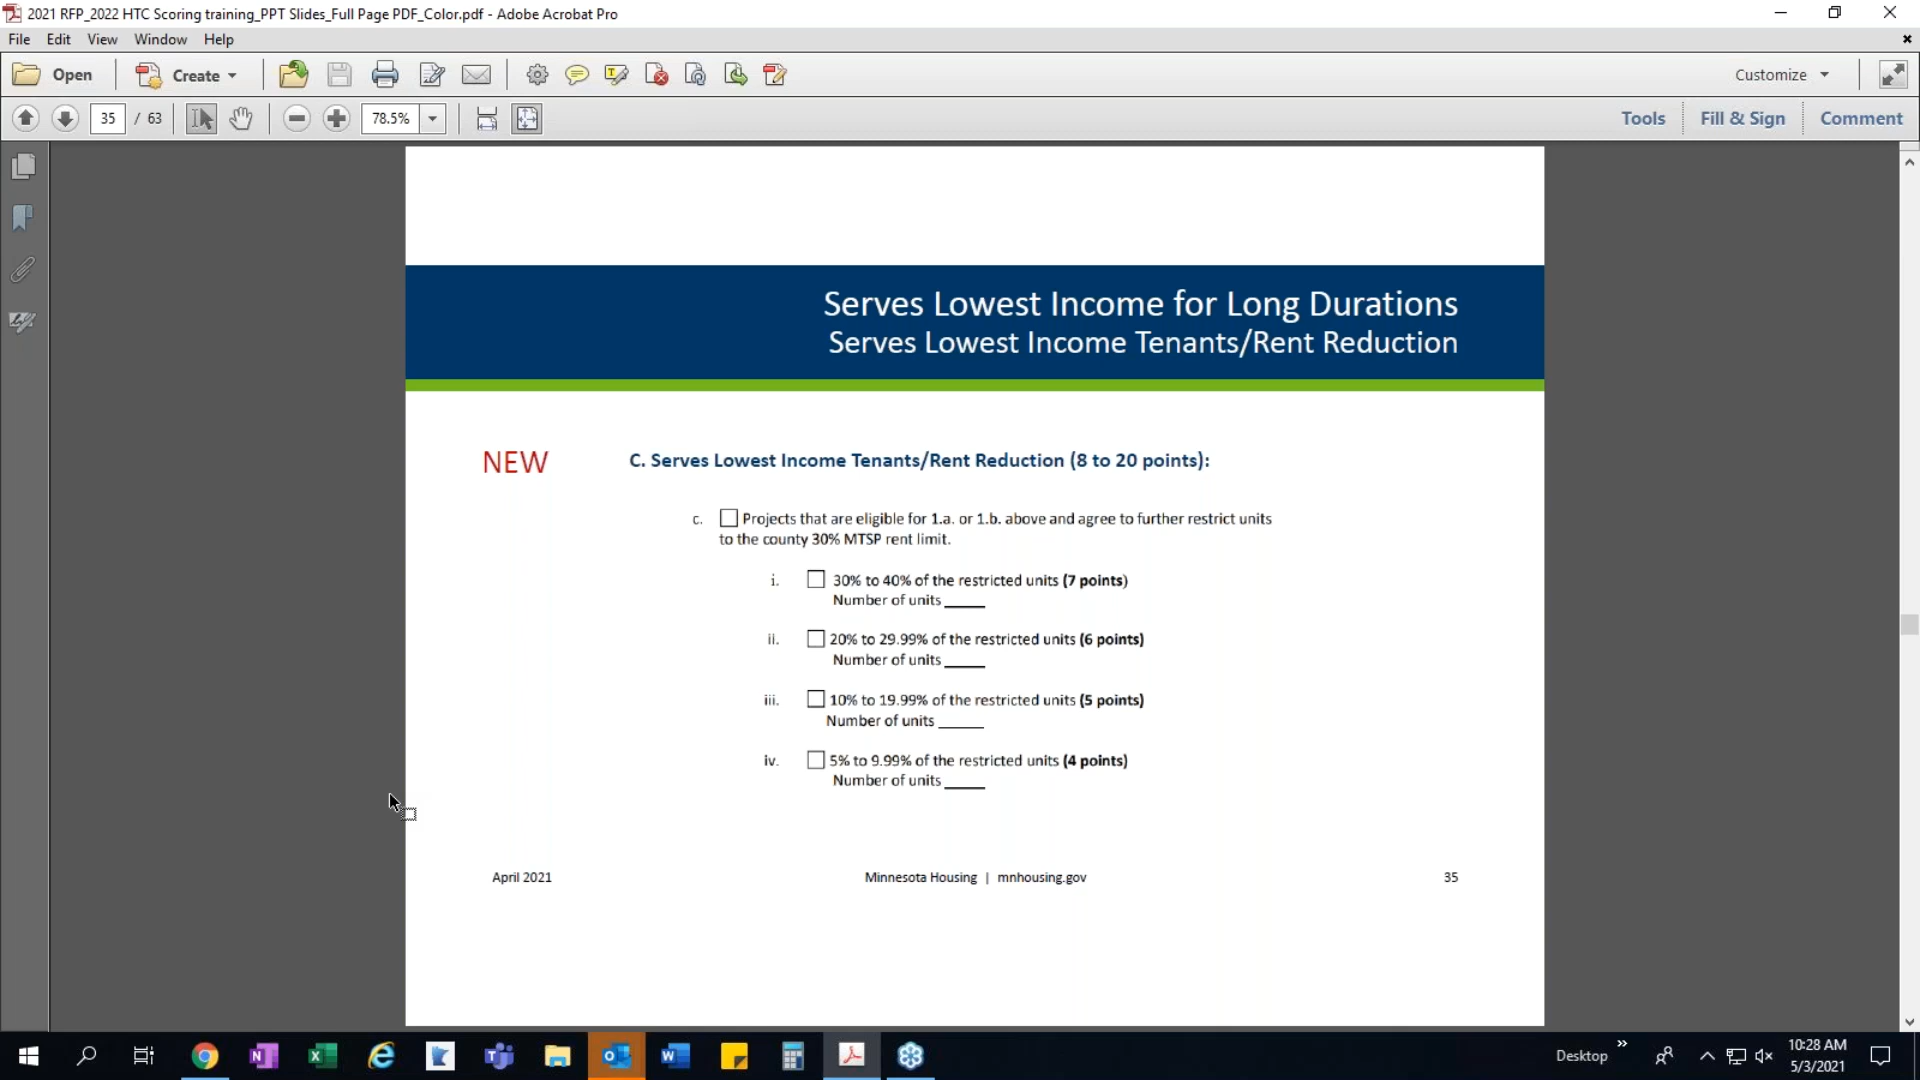 2021 RFP_2022 HTC Scoring training_PPT Slides_Full Page PDF_Color.pdf - Adobe Acrobat Pro
File Edit View Window Help
Open Create Customize
35 / 63 78.5% Tools Fill & Sign Comment
Serves Lowest Income for Long Durations
Serves Lowest Income Tenants/Rent Reduction
NEW C. Serves Lowest Income Tenants/Rent Reduction (8 to 20 points):
c. Projects that are eligible for 1.a. or 1.b. above and agree to further restrict units
to the county 30% MTSP rent limit.
i. 30% to 40% of the restricted units (7 points)
Number of units _____
ii. 20% to 29.99% of the restricted units (6 points)
Number of units _____
iii. 10% to 19.99% of the restricted units (5 points)
Number of units _____
iv. 5% to 9.99% of the restricted units (4 points)
Number of units _____
April 2021 Minnesota Housing | mnhousing.gov 35
Desktop » 10:28 AM
5/3/2021